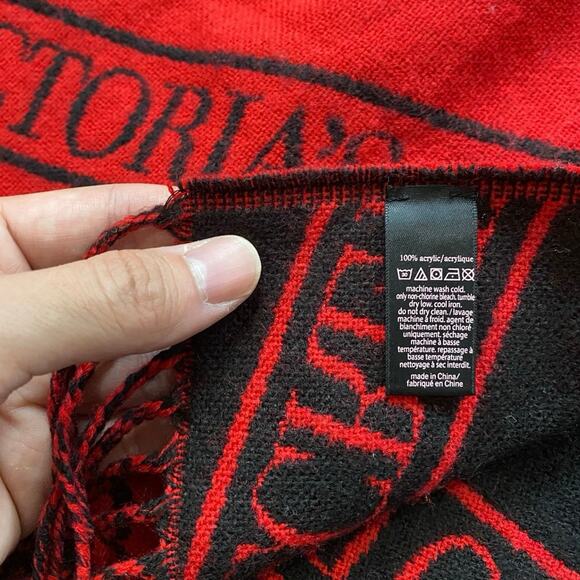 VICTORIA'S
100% acrylic/acrylique
machine wash cold.
only non-chlorine bleach. tumble
dry low. cool iron.
do not dry clean. / lavage
machine à froid. agent de
blanchiment non chloré
uniquement. séchage
machine à basse
température. repassage à
basse température
nettoyage à sec interdit.
made in China/
fabriqué en Chine